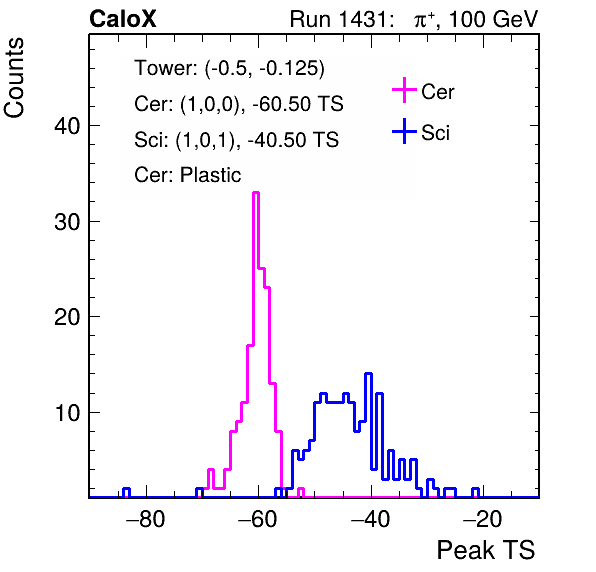 CaloX Run 1431: π⁺, 100 GeV
Counts
Tower: (-0.5, -0.125)
Cer: (1,0,0), -60.50 TS
Sci: (1,0,1), -40.50 TS
Cer: Plastic
Cer
Sci
40
30
20
10
−80 −60 −40 −20
Peak TS